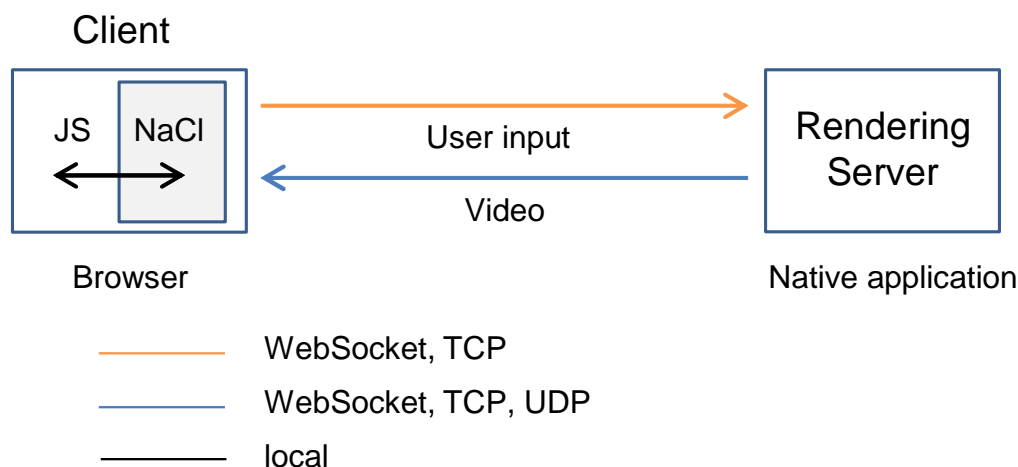 Client
JS
NaCl
User input
Video
Rendering
Server
Browser
Native application
WebSocket, TCP
WebSocket, TCP, UDP
local